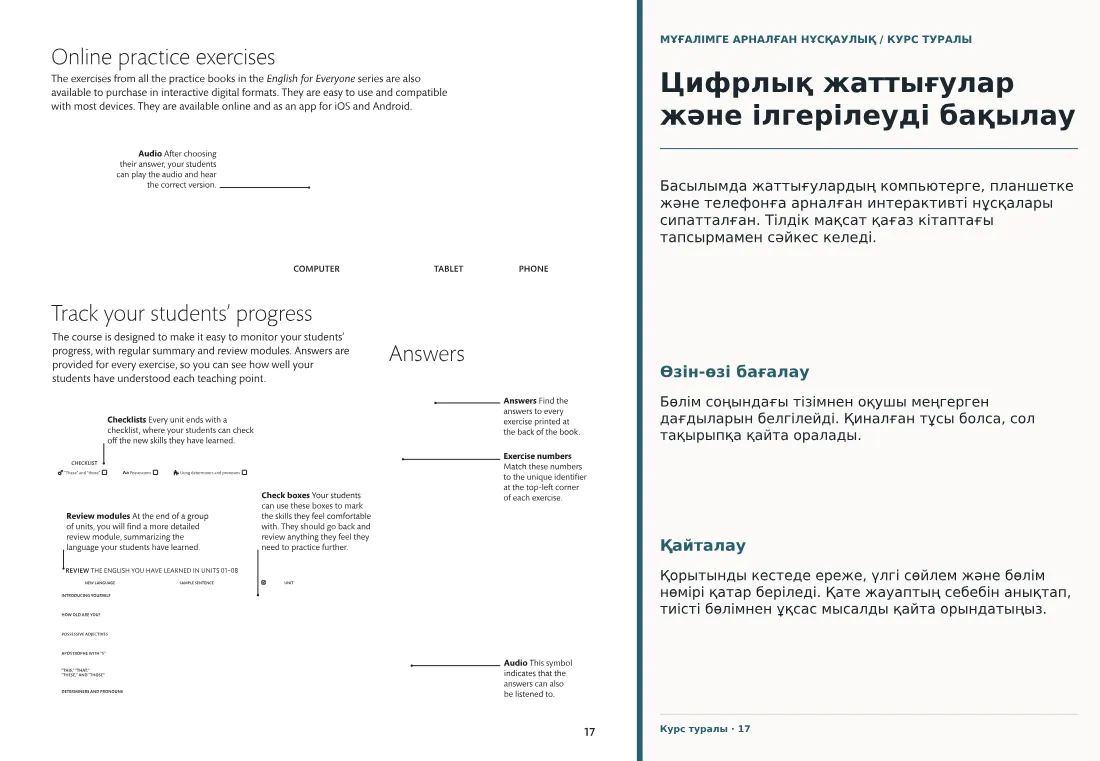 Online practice exercises
The exercises from all the practice books in the English for Everyone series are also
available to purchase in interactive digital formats. They are easy to use and compatible
with most devices. They are available online and as an app for iOS and Android.
Audio After choosing
their answer, your students
can play the audio and hear
the correct version.
COMPUTER
TABLET
PHONE
Track your students’ progress
The course is designed to make it easy to monitor your students’
progress, with regular summary and review modules. Answers are
provided for every exercise, so you can see how well your
students have understood each teaching point.
Checklists Every unit ends with a
checklist, where your students can check
off the new skills they have learned.
CHECKLIST
“These” and “those”
Aa Possessions
Using determiners and pronouns
Review modules At the end of a group
of units, you will find a more detailed
review module, summarizing the
language your students have learned.
Check boxes Your students
can use these boxes to mark
the skills they feel comfortable
with. They should go back and
review anything they feel they
need to practice further.
REVIEW THE ENGLISH YOU HAVE LEARNED IN UNITS 01–08
NEW LANGUAGE
SAMPLE SENTENCE
UNIT
INTRODUCING YOURSELF
HOW OLD ARE YOU?
POSSESSIVE ADJECTIVES
APOSTROPHE WITH “S”
“THIS,” “THAT,”
“THESE,” AND “THOSE”
DETERMINERS AND PRONOUNS
Answers
Answers Find the
answers to every
exercise printed at
the back of the book.
Exercise numbers
Match these numbers
to the unique identifier
at the top-left corner
of each exercise.
Audio This symbol
indicates that the
answers can also
be listened to.
17
МҰҒАЛІМГЕ АРНАЛҒАН НҰСҚАУЛЫҚ / КУРС ТУРАЛЫ
Цифрлық жаттығулар
және ілгерілеуді бақылау
Басылымда жаттығулардың компьютерге, планшетке
және телефонға арналған интерактивті нұсқалары
сипатталған. Тілдік мақсат қағаз кітаптағы
тапсырмамен сәйкес келеді.
Өзін-өзі бағалау
Бөлім соңындағы тізімнен оқушы меңгерген
дағдыларын белгілейді. Қиналған тұсы болса, сол
тақырыпқа қайта оралады.
Қайталау
Қорытынды кестеде ереже, үлгі сөйлем және бөлім
нөмірі қатар беріледі. Қате жауаптың себебін анықтап,
тиісті бөлімнен ұқсас мысалды қайта орындатыңыз.
Курс туралы · 17